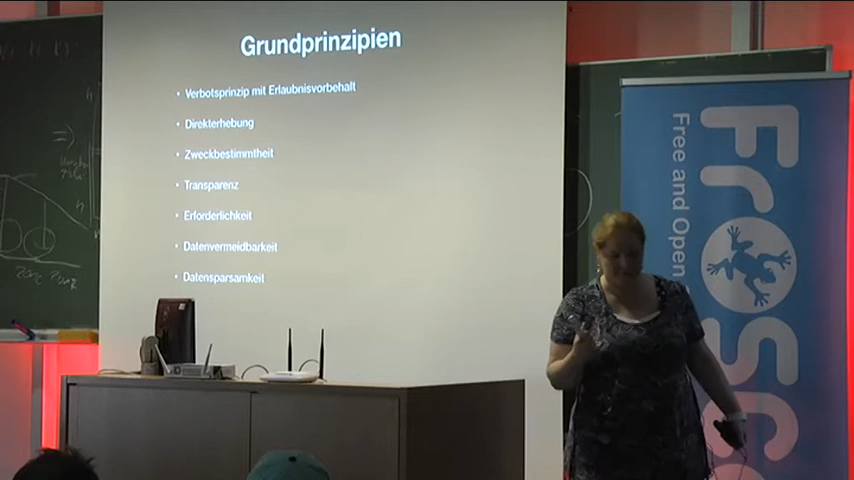 Grundprinzipien
• Verbotsprinzip mit Erlaubnisvorbehalt
• Direkterhebung
• Zweckbestimmtheit
• Transparenz
• Erforderlichkeit
• Datenvermeidbarkeit
• Datensparsamkeit
Free and Open
FrOSC